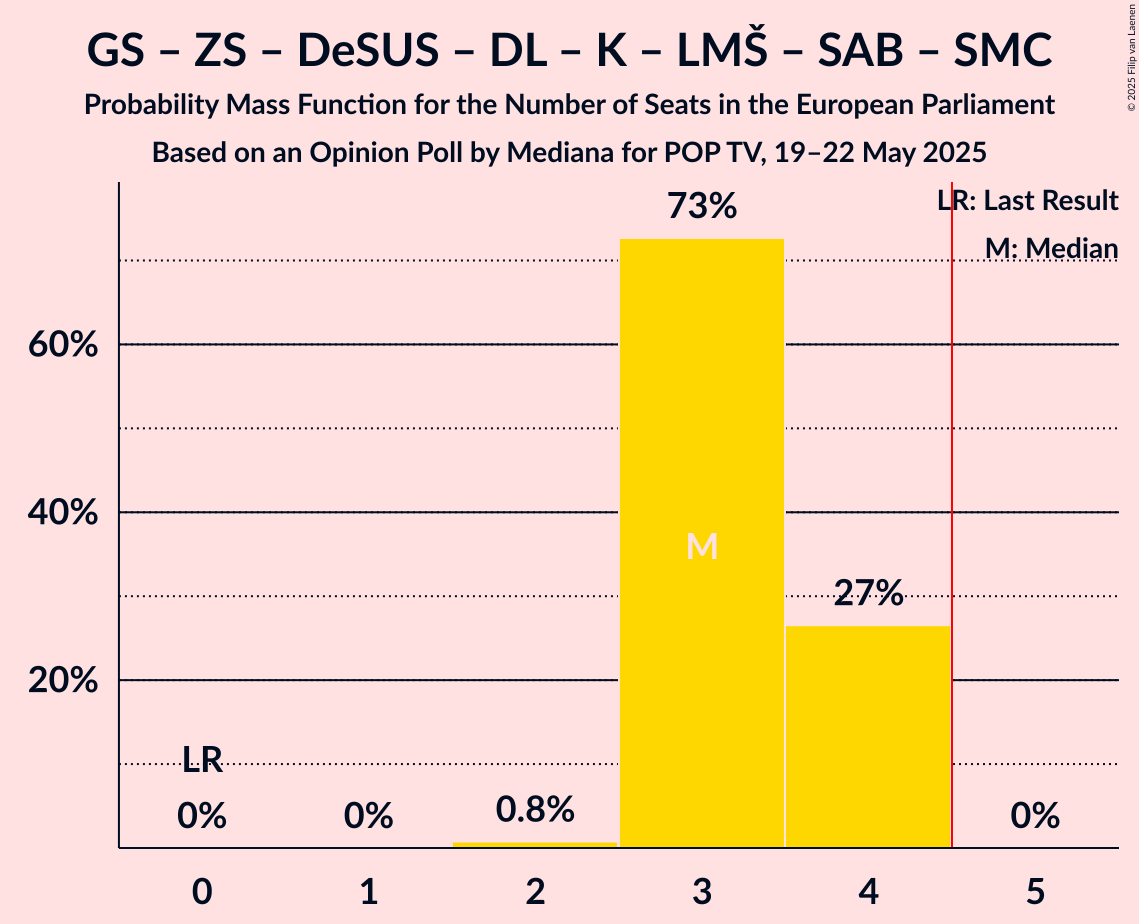 GS – ZS – DeSUS – DL – K – LMŠ – SAB – SMC
Probability Mass Function for the Number of Seats in the European Parliament
Based on an Opinion Poll by Mediana for POP TV, 19–22 May 2025
© 2025 Filip van Laenen
LR: Last Result
M: Median
73%
60%
40%
M
27%
20%
LR
0%
0%
0.8%
0%
0 1 2 3 4 5